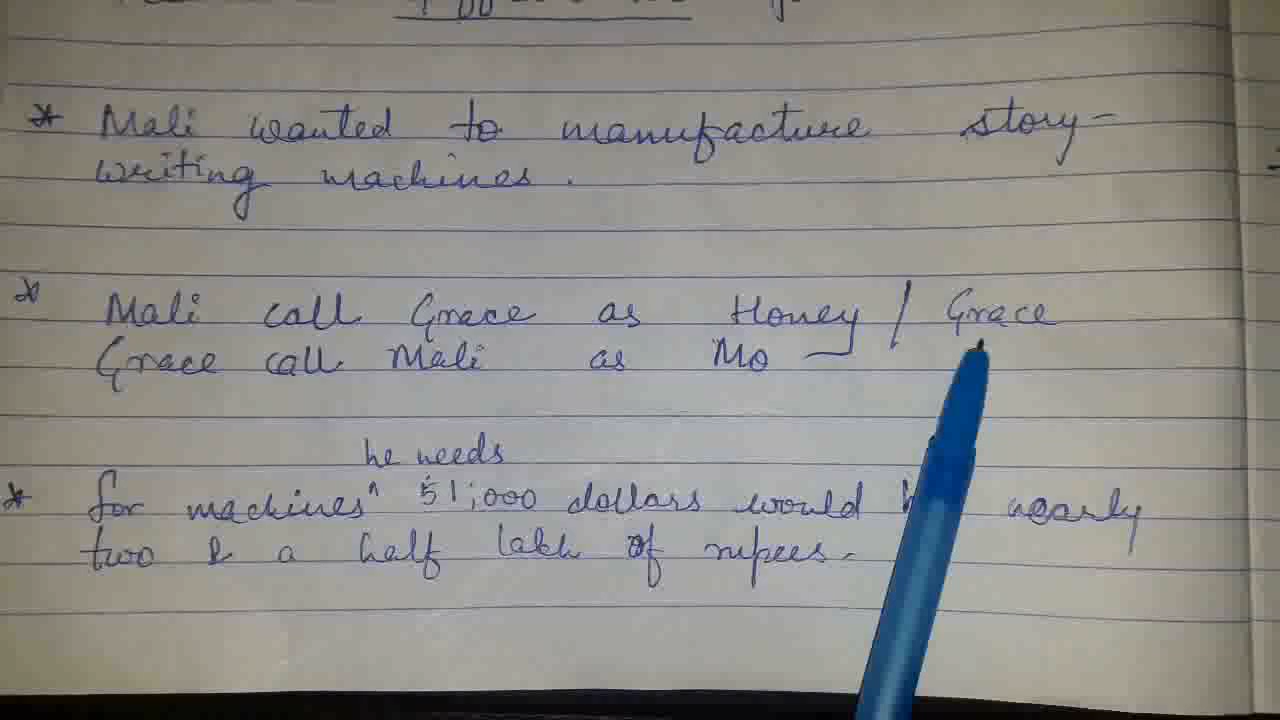 * Mali wanted to manufacture story-
writing machines.
* Mali call Grace as Honey / Grace
Grace call Mali as Mo
he needs
* for machines ^ 51,000 dollars would nearly
two & a half lakh of rupees.